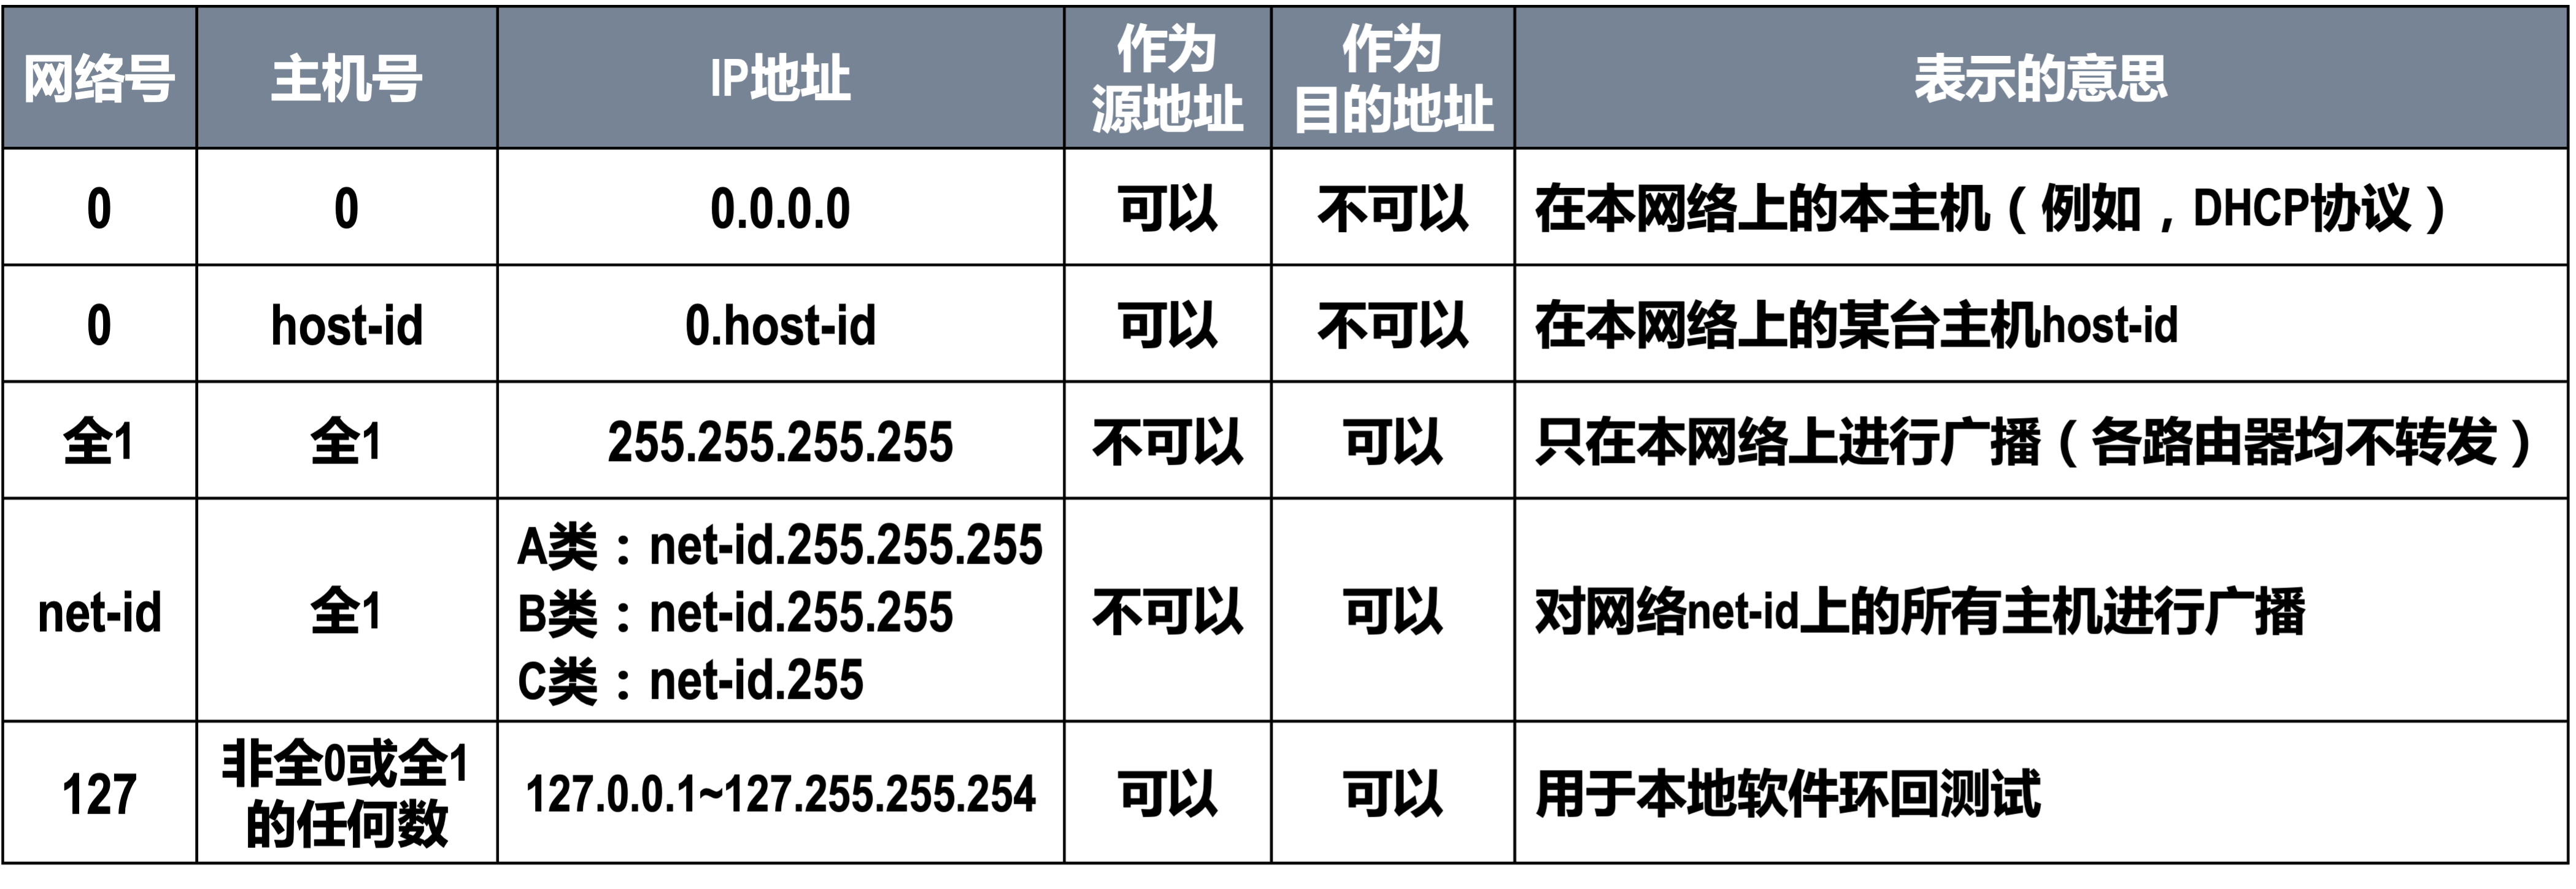 网络号
主机号
IP地址
作为
源地址
作为
目的地址
表示的意思
0
0
0.0.0.0
可以
不可以
在本网络上的本主机（例如，DHCP协议）
0
host-id
0.host-id
可以
不可以
在本网络上的某台主机host-id
全1
全1
255.255.255.255
不可以
可以
只在本网络上进行广播（各路由器均不转发）
net-id
全1
A类：net-id.255.255.255
B类：net-id.255.255
C类：net-id.255
不可以
可以
对网络net-id上的所有主机进行广播
127
非全0或全1
的任何数
127.0.0.1~127.255.255.254
可以
可以
用于本地软件环回测试